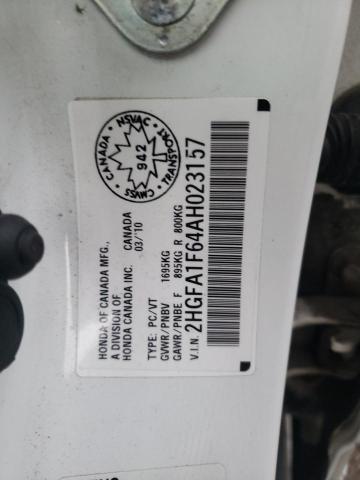 HONDA OF CANADA MFG.,
A DIVISION OF
HONDA CANADA INC. CANADA
03/'10
TYPE: PC/VT
GVWR/PNBV 1695KG
GAWR/PNBE F 895KG R 800KG
V.I.N. 2HGFA1F64AH023157
CANADA · NSVAC · TRANSPORT · CMVSS
942